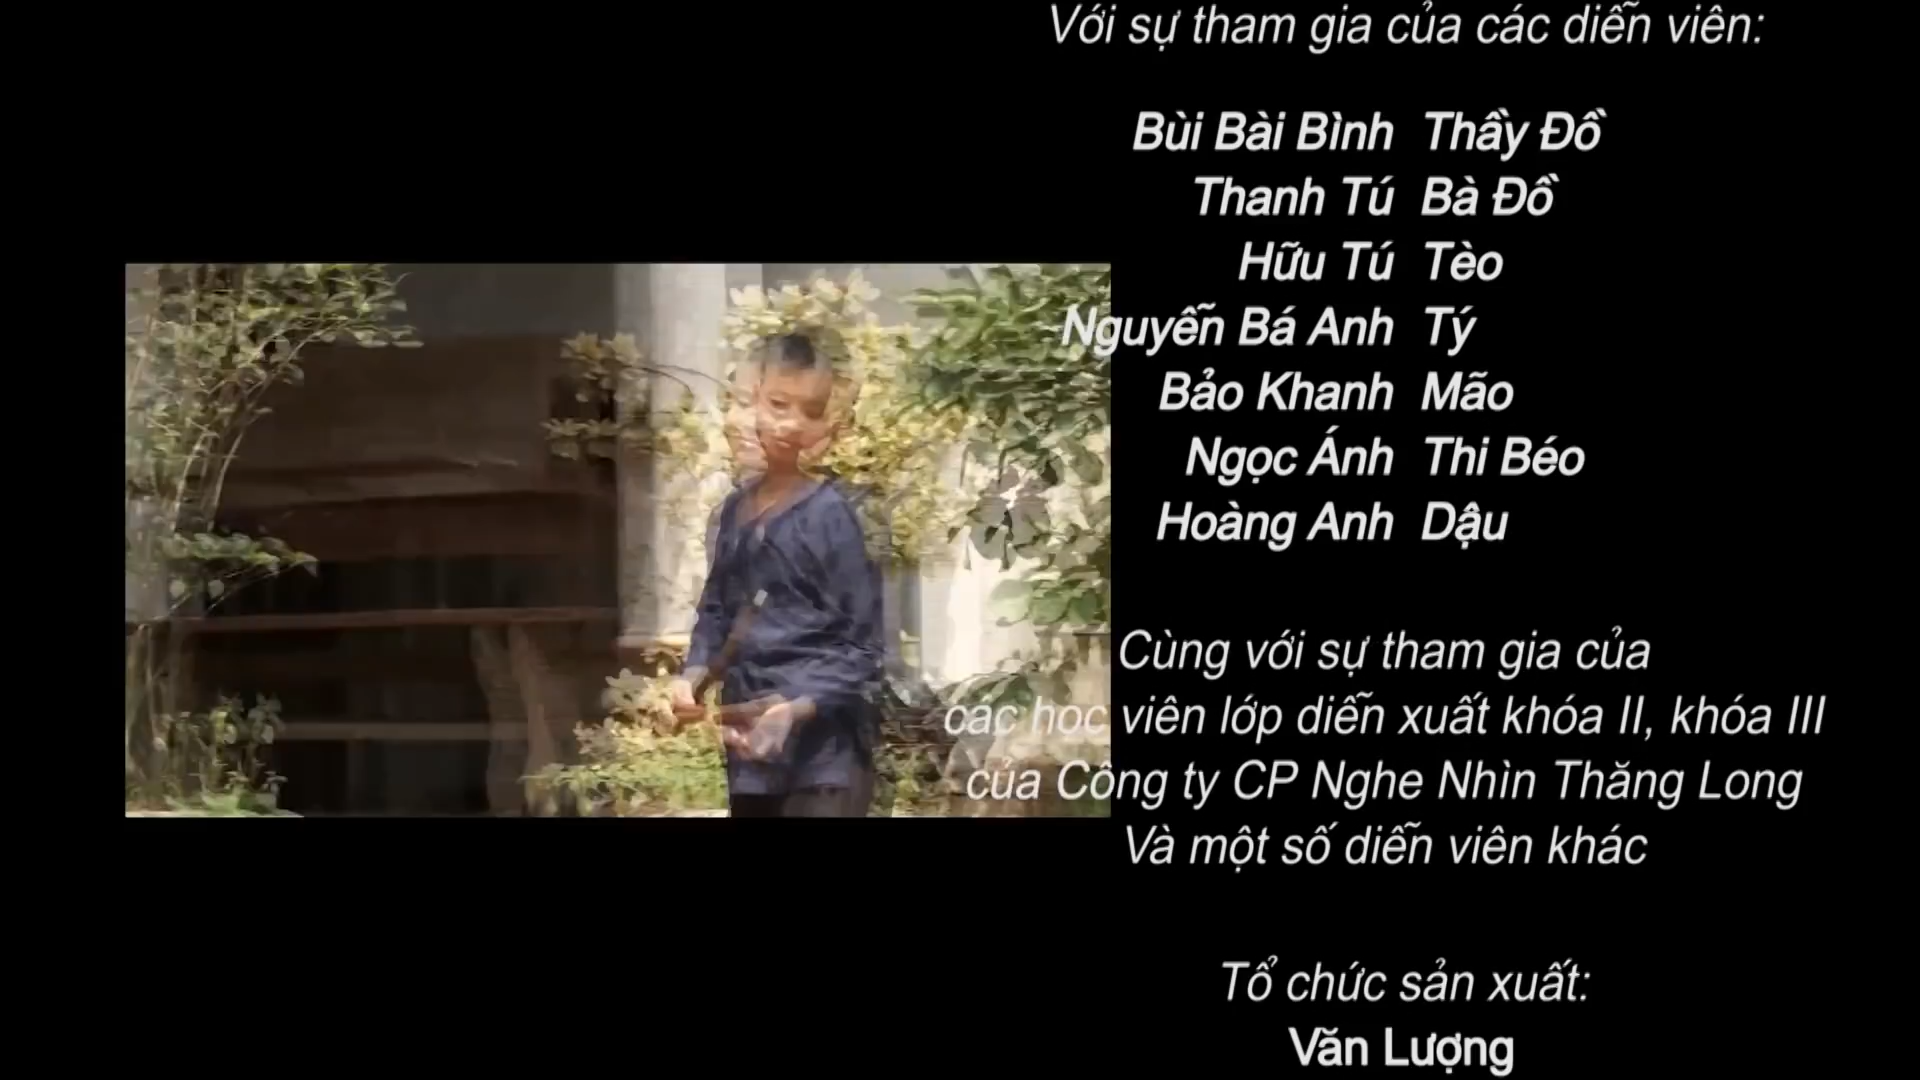 Với sự tham gia của các diễn viên:
Bùi Bài Bình Thầy Đồ
Thanh Tú Bà Đồ
Hữu Tú Tèo
Nguyễn Bá Anh Tý
Bảo Khanh Mão
Ngọc Ánh Thi Béo
Hoàng Anh Dậu
Cùng với sự tham gia của
các học viên lớp diễn xuất khóa II, khóa III
của Công ty CP Nghe Nhìn Thăng Long
Và một số diễn viên khác
Tổ chức sản xuất:
Văn Lượng